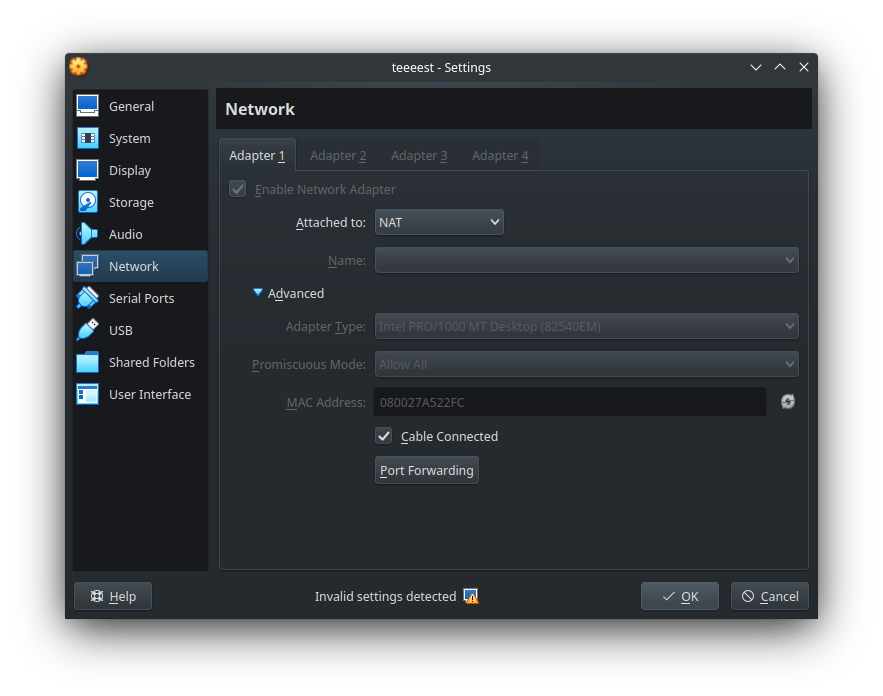 teeeest - Settings
General
System
Display
Storage
Audio
Network
Serial Ports
USB
Shared Folders
User Interface
Network
Adapter 1 Adapter 2 Adapter 3 Adapter 4
Enable Network Adapter
Attached to: NAT
Name:
Advanced
Adapter Type: Intel PRO/1000 MT Desktop (82540EM)
Promiscuous Mode: Allow All
MAC Address: 080027A522FC
Cable Connected
Port Forwarding
Help Invalid settings detected OK Cancel